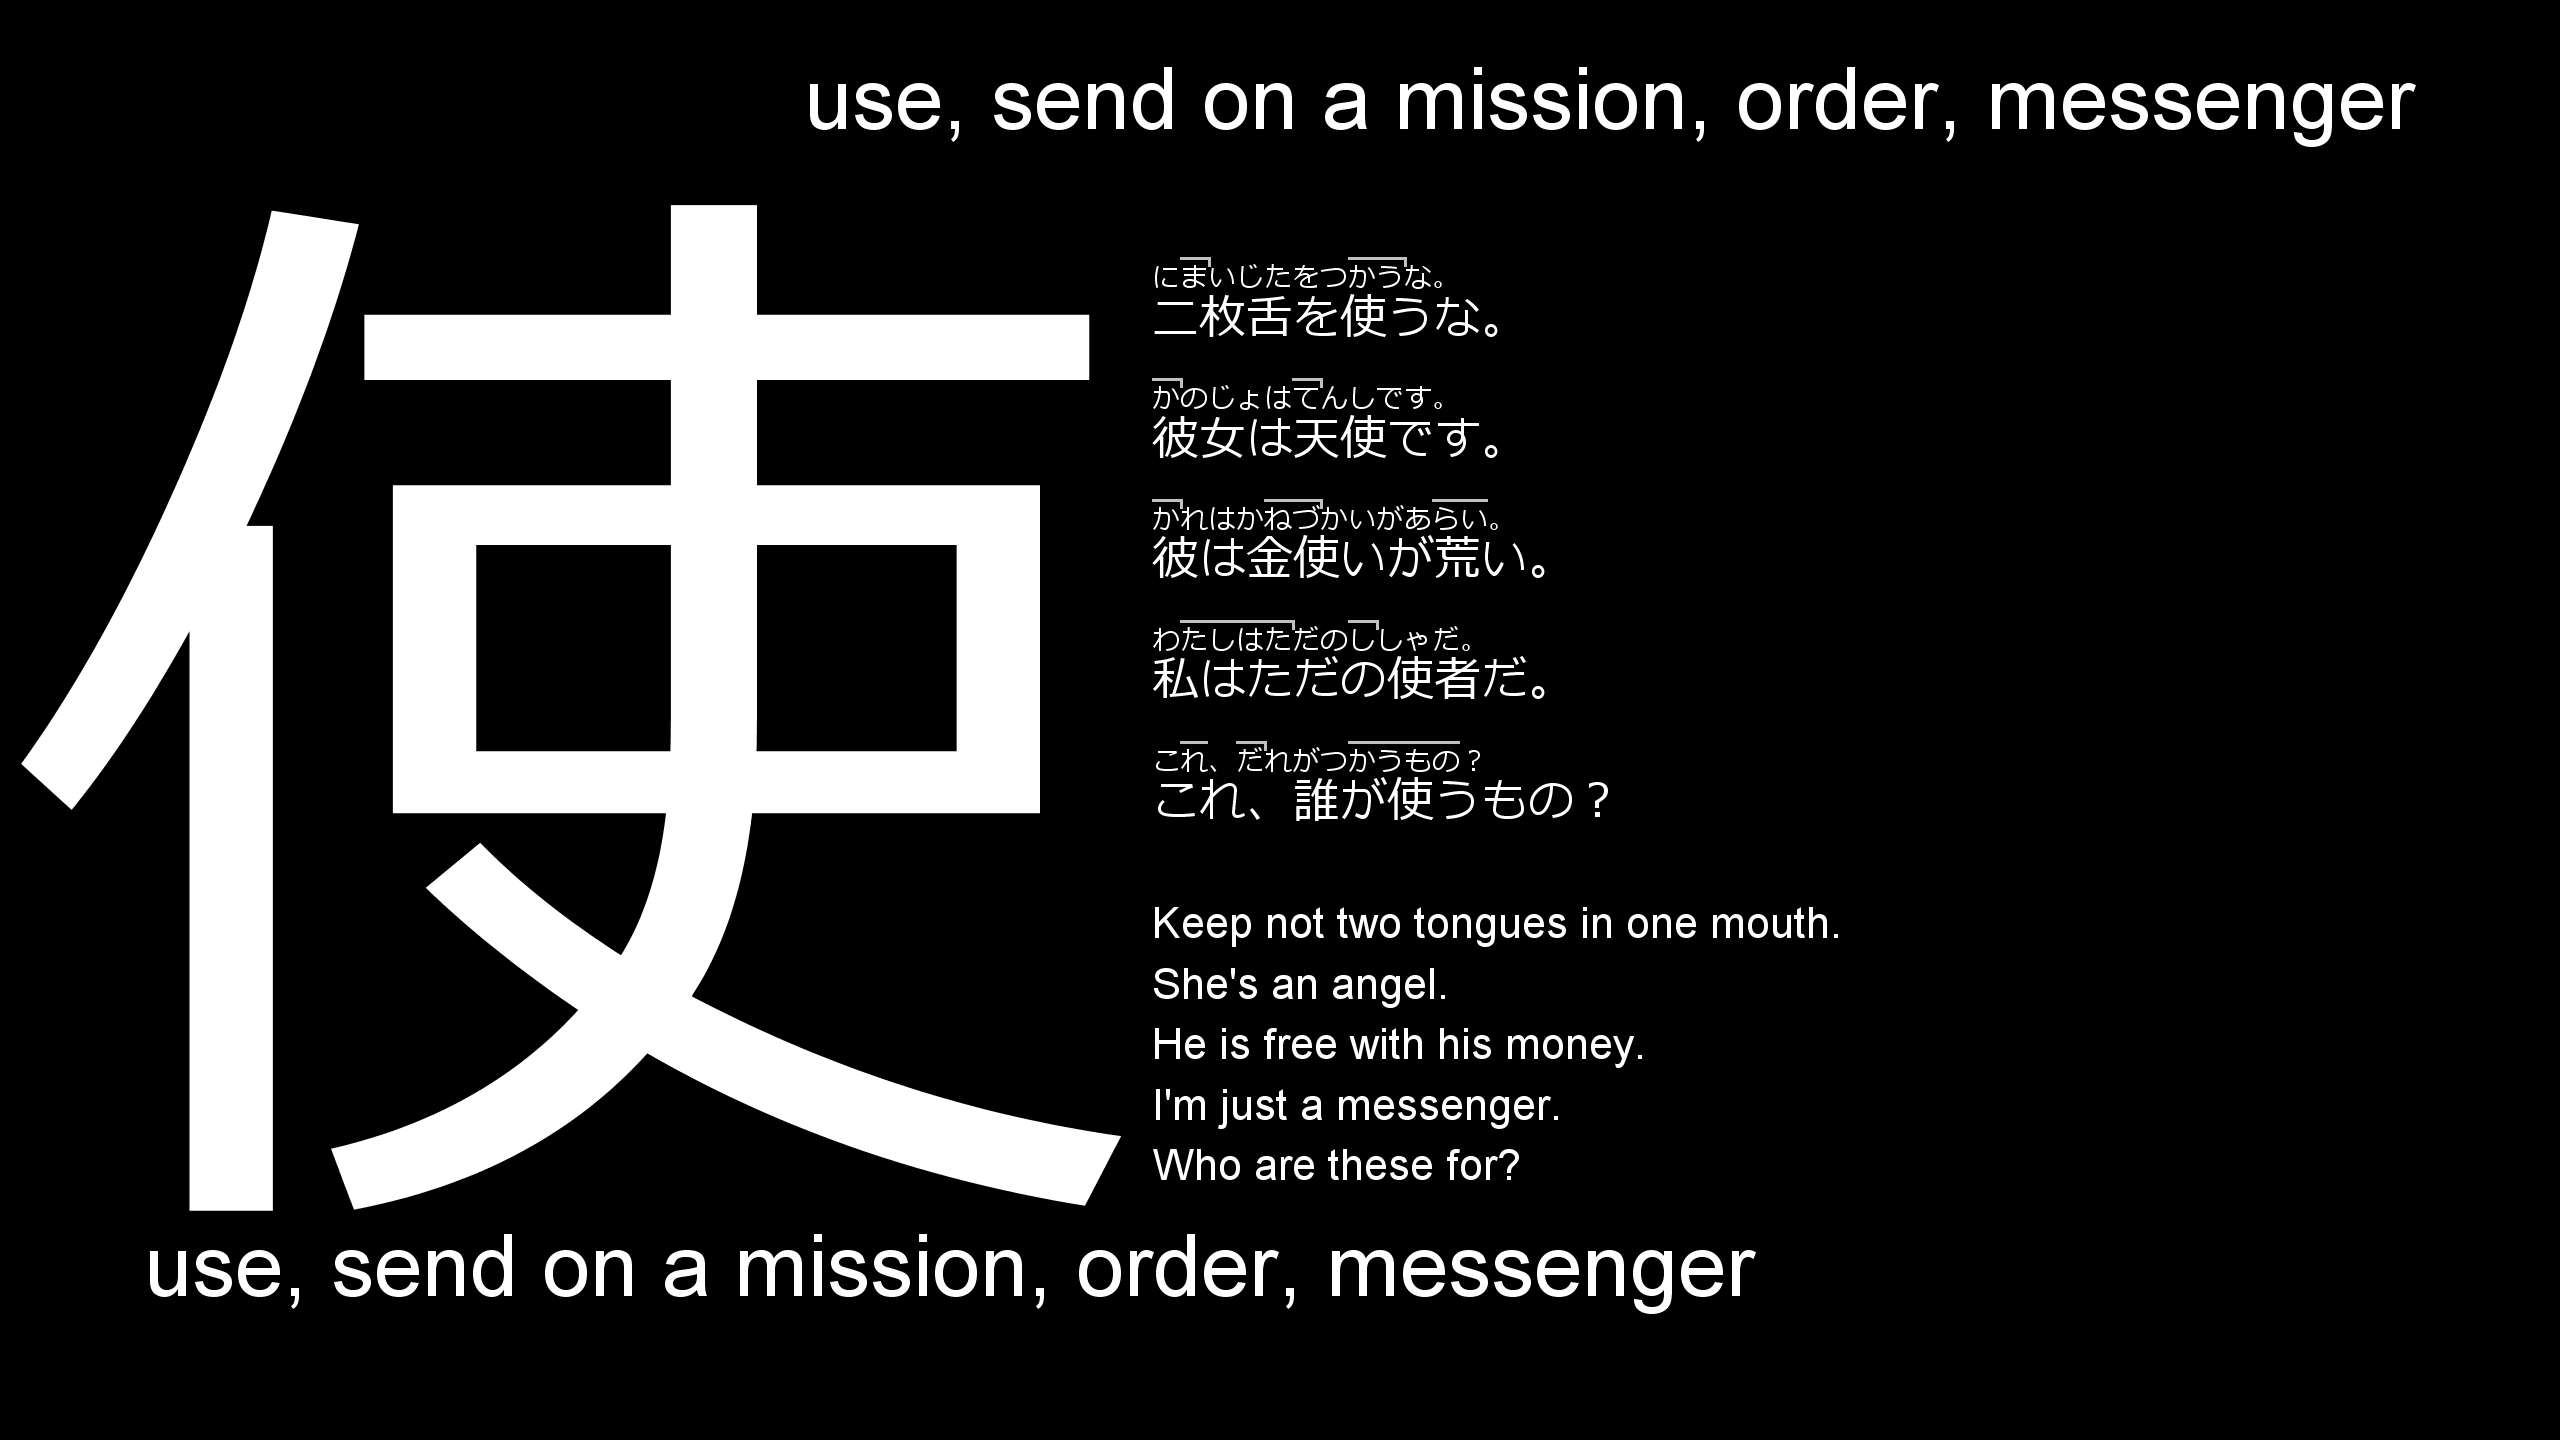 use, send on a mission, order, messenger
使
にまいじたをつかうな。
二枚舌を使うな。
かのじょはてんしです。
彼女は天使です。
かれはかねづかいがあらい。
彼は金使いが荒い。
わたしはただのししゃだ。
私はただの使者だ。
これ、だれがつかうもの？
これ、誰が使うもの？
Keep not two tongues in one mouth.
She's an angel.
He is free with his money.
I'm just a messenger.
Who are these for?
use, send on a mission, order, messenger